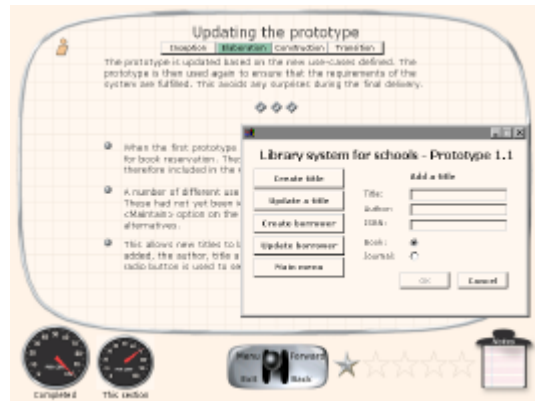 Updating the prototype
Inception Elaboration Construction Transition
The prototype is updated based on the new use-cases defined. The
prototype is then used again to ensure that the requirements of the
system are fulfilled. This avoids any surprises during the final delivery.
When the first prototype
for book reservation. These
therefore included in the
A number of different use
These had not yet been
<Maintain> option on the
alternatives.
This allows new titles to b
added, the author, title a
radio button is used to se
Library system for schools - Prototype 1.1
Create title
Update a title
Create borrower
Update borrower
Main menu
Add a title
Title:
Author:
ISBN:
Book:
Journal:
OK Cancel
Menu Forward
Exit Back
Notes
Completed
This section